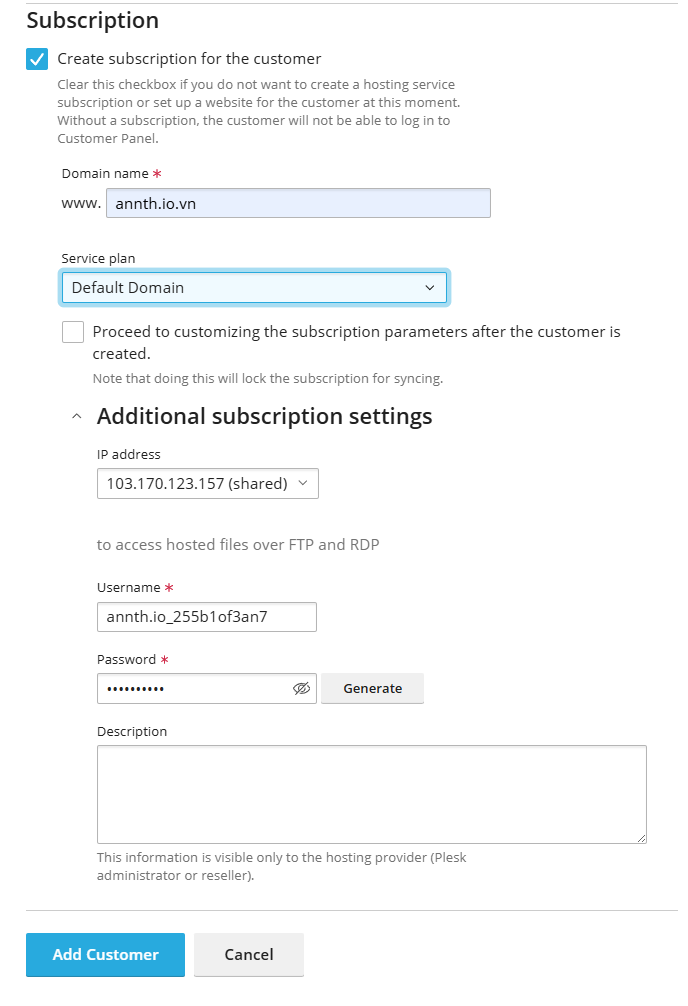 Subscription
Create subscription for the customer
Clear this checkbox if you do not want to create a hosting service
subscription or set up a website for the customer at this moment.
Without a subscription, the customer will not be able to log in to
Customer Panel.
Domain name *
www. annth.io.vn
Service plan
Default Domain
Proceed to customizing the subscription parameters after the customer is
created.
Note that doing this will lock the subscription for syncing.
Additional subscription settings
IP address
103.170.123.157 (shared)
to access hosted files over FTP and RDP
Username *
annth.io_255b1of3an7
Password *
••••••••••
Generate
Description
This information is visible only to the hosting provider (Plesk
administrator or reseller).
Add Customer
Cancel